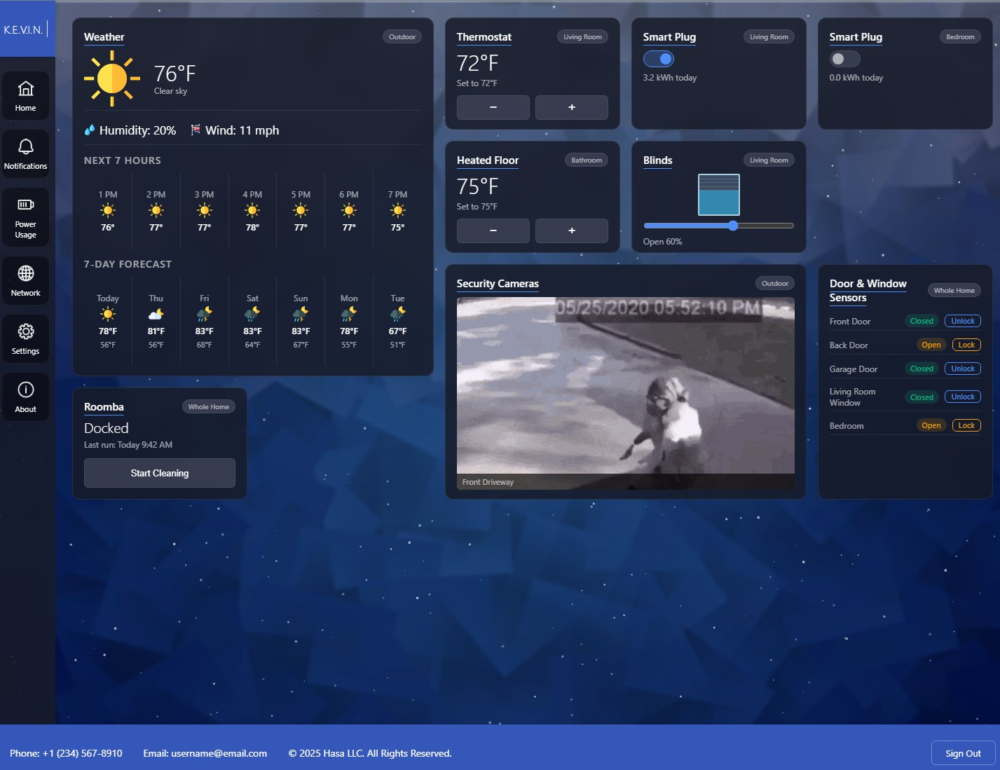 K.E.V.I.N.
Home
Notifications
Power
Usage
Network
Settings
About
Weather
Outdoor
76°F
Clear sky
Humidity: 20%
Wind: 11 mph
NEXT 7 HOURS
1 PM 2 PM 3 PM 4 PM 5 PM 6 PM 7 PM
76° 77° 77° 78° 77° 77° 75°
7-DAY FORECAST
Today Thu Fri Sat Sun Mon Tue
78°F 81°F 83°F 83°F 83°F 78°F 67°F
56°F 56°F 68°F 64°F 67°F 55°F 51°F
Thermostat
Living Room
72°F
Set to 72°F
− +
Smart Plug
Living Room
3.2 kWh today
Smart Plug
Bedroom
0.0 kWh today
Heated Floor
Bathroom
75°F
Set to 75°F
− +
Blinds
Living Room
Open 60%
Roomba
Whole Home
Docked
Last run: Today 9:42 AM
Start Cleaning
Security Cameras
Outdoor
05/25/2020 05:52:10 PM
Front Driveway
Door & Window
Sensors
Whole Home
Front Door Closed Unlock
Back Door Open Lock
Garage Door Closed Unlock
Living Room
Window Closed Unlock
Bedroom Open Lock
Phone: +1 (234) 567-8910
Email: username@email.com
© 2025 Hasa LLC. All Rights Reserved.
Sign Out